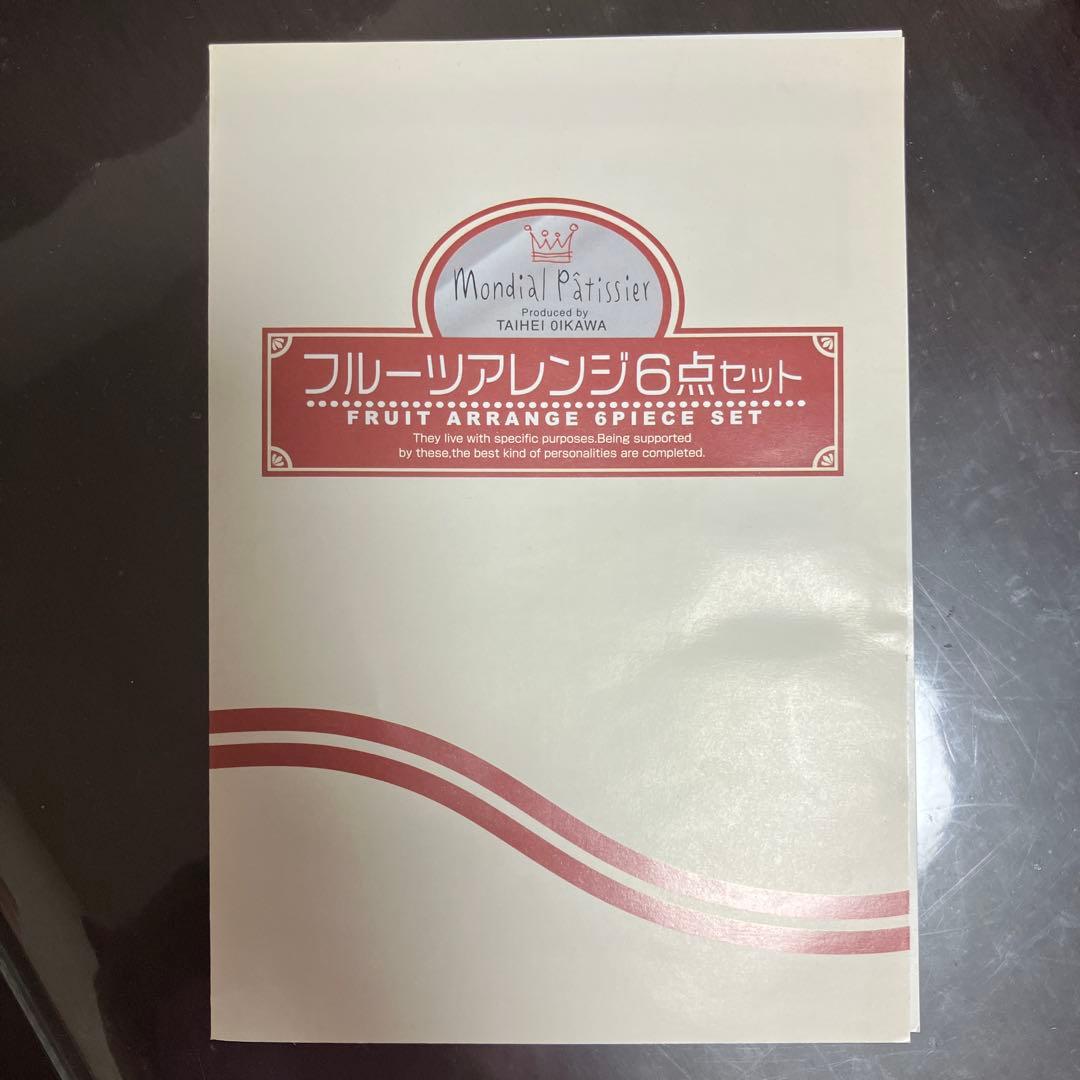 Mondial Pâtissier
Produced by
TAIHEI OIKAWA
フルーツアレンジ6点セット
FRUIT ARRANGE 6PIECE SET
They live with specific purposes.Being supported
by these,the best kind of personalities are completed.